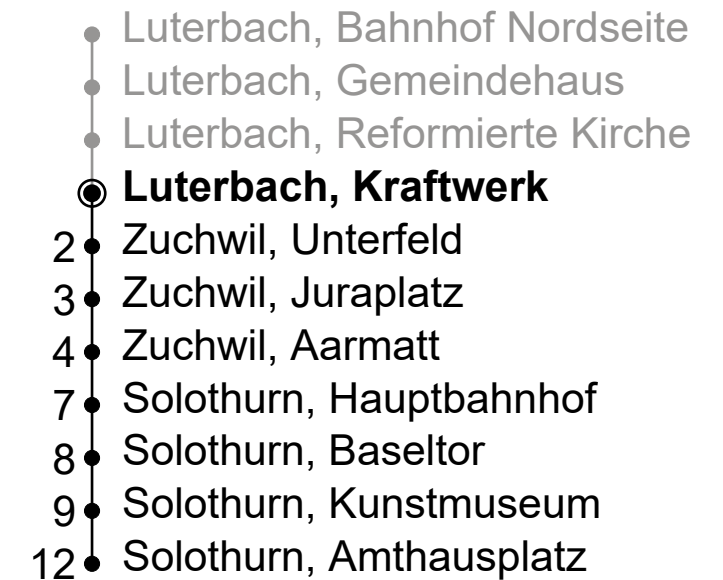 Luterbach, Bahnhof Nordseite
Luterbach, Gemeindehaus
Luterbach, Reformierte Kirche
Luterbach, Kraftwerk
2 Zuchwil, Unterfeld
3 Zuchwil, Juraplatz
4 Zuchwil, Aarmatt
7 Solothurn, Hauptbahnhof
8 Solothurn, Baseltor
9 Solothurn, Kunstmuseum
12 Solothurn, Amthausplatz